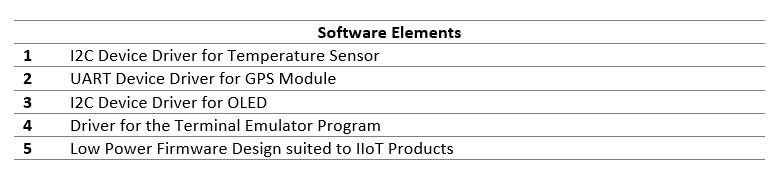 Software Elements
1 I2C Device Driver for Temperature Sensor
2 UART Device Driver for GPS Module
3 I2C Device Driver for OLED
4 Driver for the Terminal Emulator Program
5 Low Power Firmware Design suited to IIoT Products